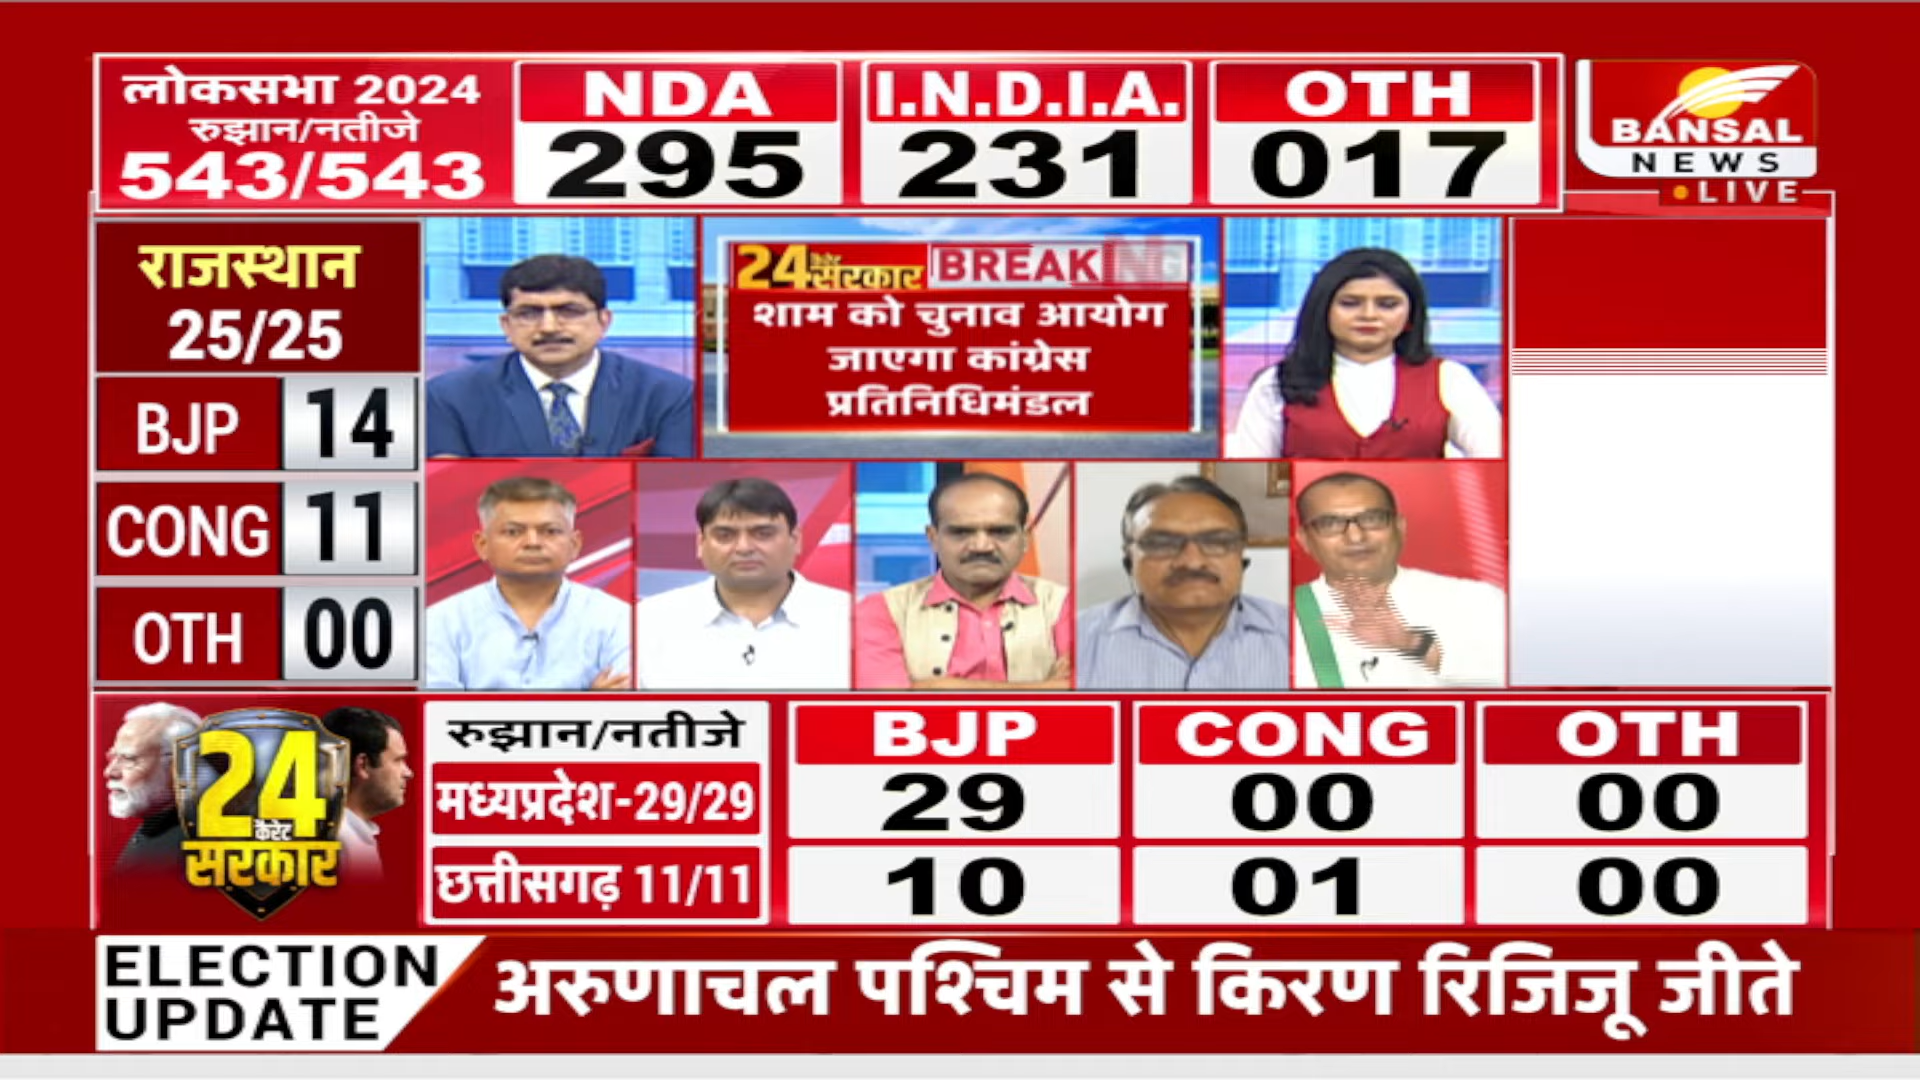 लोकसभा 2024
रुझान/नतीजे
543/543
NDA
295
I.N.D.I.A.
231
OTH
017
BANSAL
NEWS
LIVE
राजस्थान
25/25
BJP 14
CONG 11
OTH 00
24 कैरेट सरकार BREAKING
शाम को चुनाव आयोग
जाएगा कांग्रेस
प्रतिनिधिमंडल
24
कैरेट
सरकार
रुझान/नतीजे BJP CONG OTH
मध्यप्रदेश-29/29 29 00 00
छत्तीसगढ़ 11/11 10 01 00
ELECTION
UPDATE
अरुणाचल पश्चिम से किरण रिजिजू जीते